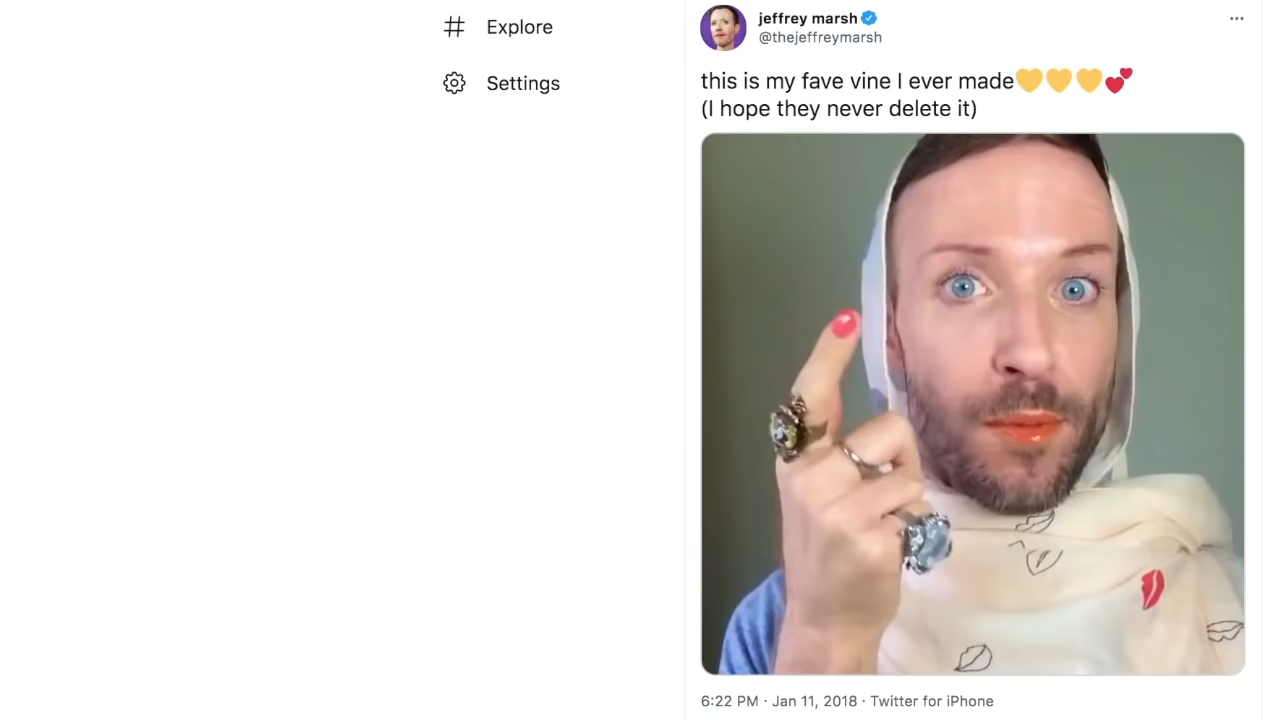 Explore
Settings
jeffrey marsh
@thejeffreymarsh
this is my fave vine I ever made💛💛💛💕
(I hope they never delete it)
6:22 PM · Jan 11, 2018 · Twitter for iPhone